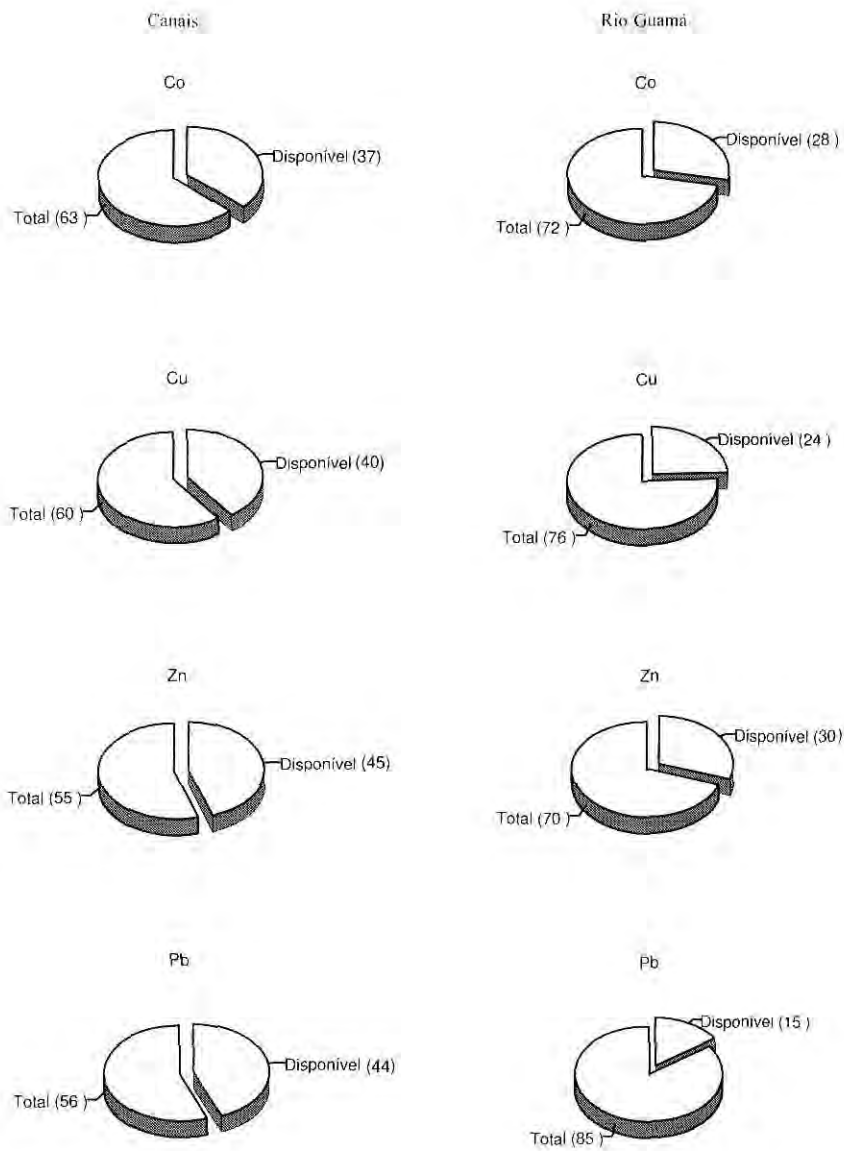 Canais
Rio Guamá
Co
Co
Disponível (37)
Total (63 )
Disponível (28 )
Total (72 )
Cu
Cu
Disponível (40)
Total (60 )
Disponível (24 )
Total (76 )
Zn
Zn
Disponível (45)
Total (55 )
Disponível (30)
Total (70 )
Pb
Pb
Disponível (44)
Total (56 )
Disponível (15 )
Total (85 )